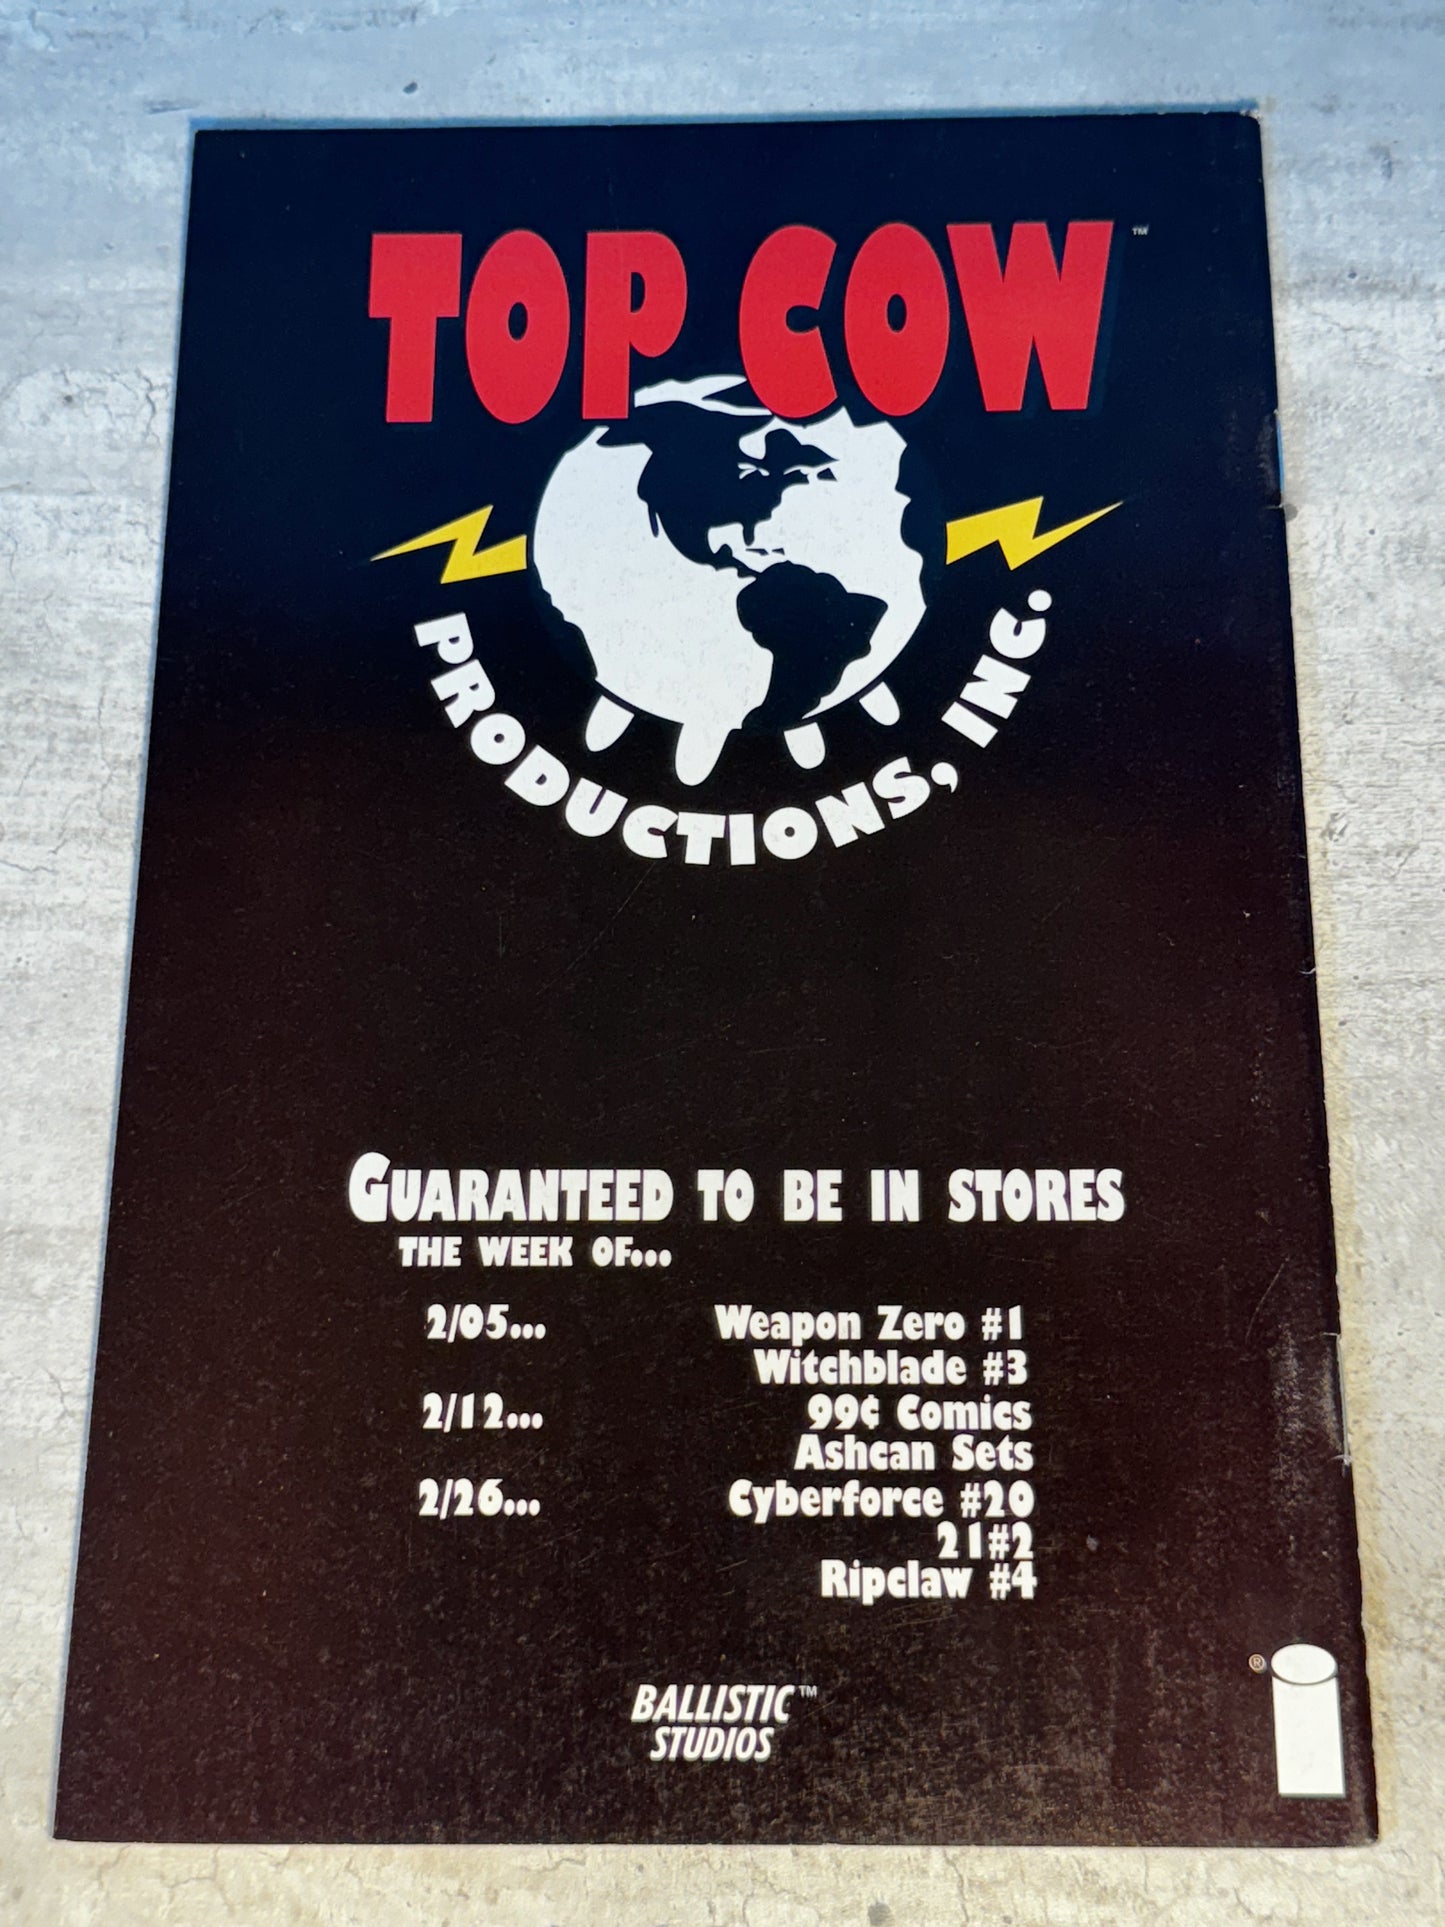 TOP COW™
PRODUCTIONS, INC.
GUARANTEED TO BE IN STORES
THE WEEK OF...
2/05... Weapon Zero #1
Witchblade #3
2/12... 99¢ Comics
Ashcan Sets
2/26... Cyberforce #20
21#2
Ripclaw #4
®
BALLISTIC™
STUDIOS